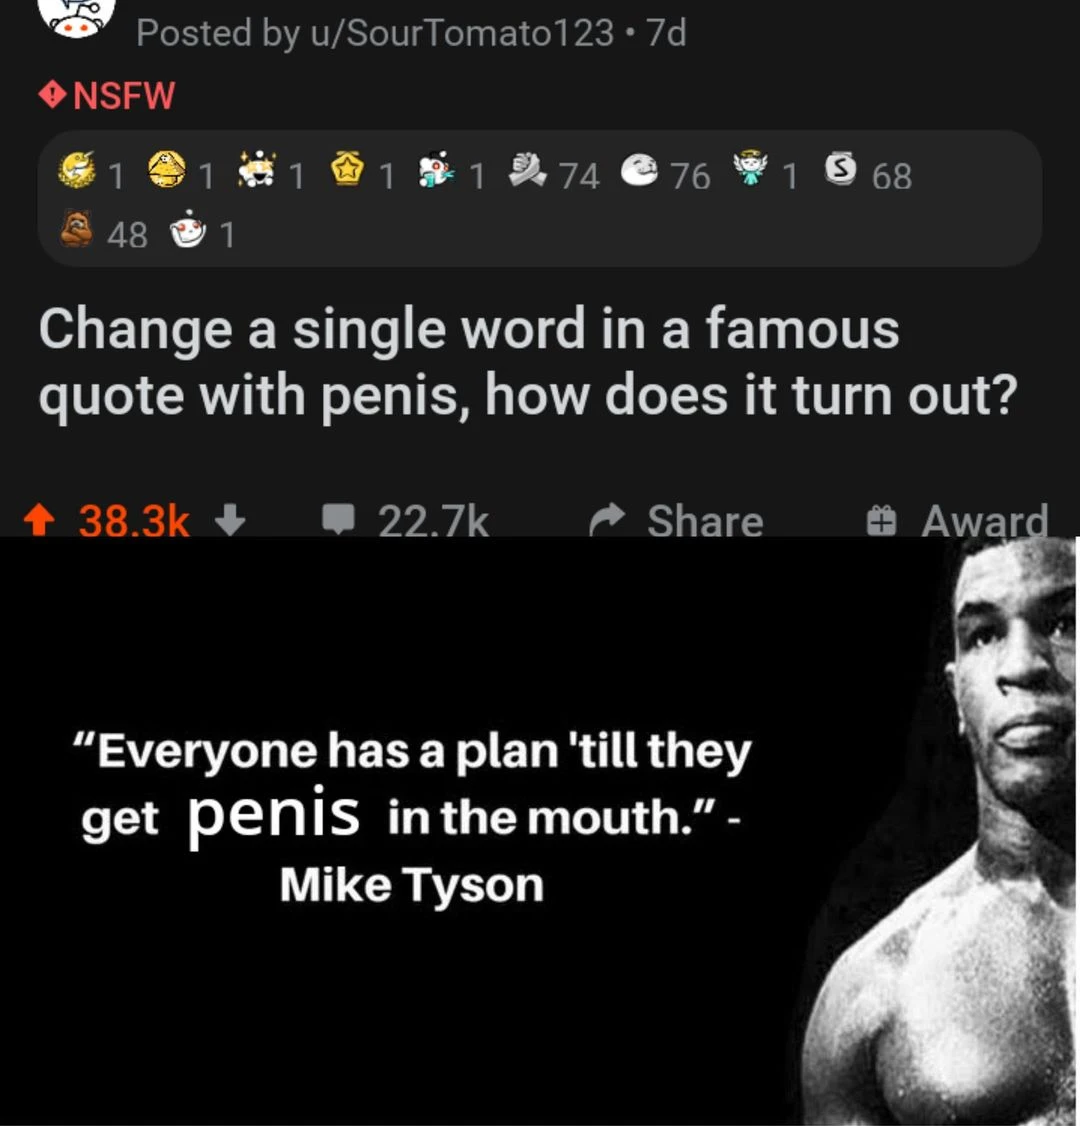 Posted by u/SourTomato123 • 7d
NSFW
1 1 1 1 1 74 76 1 68
48 1
Change a single word in a famous
quote with penis, how does it turn out?
38.3k 22.7k Share Award
“Everyone has a plan 'till they
get penis in the mouth.” -
Mike Tyson